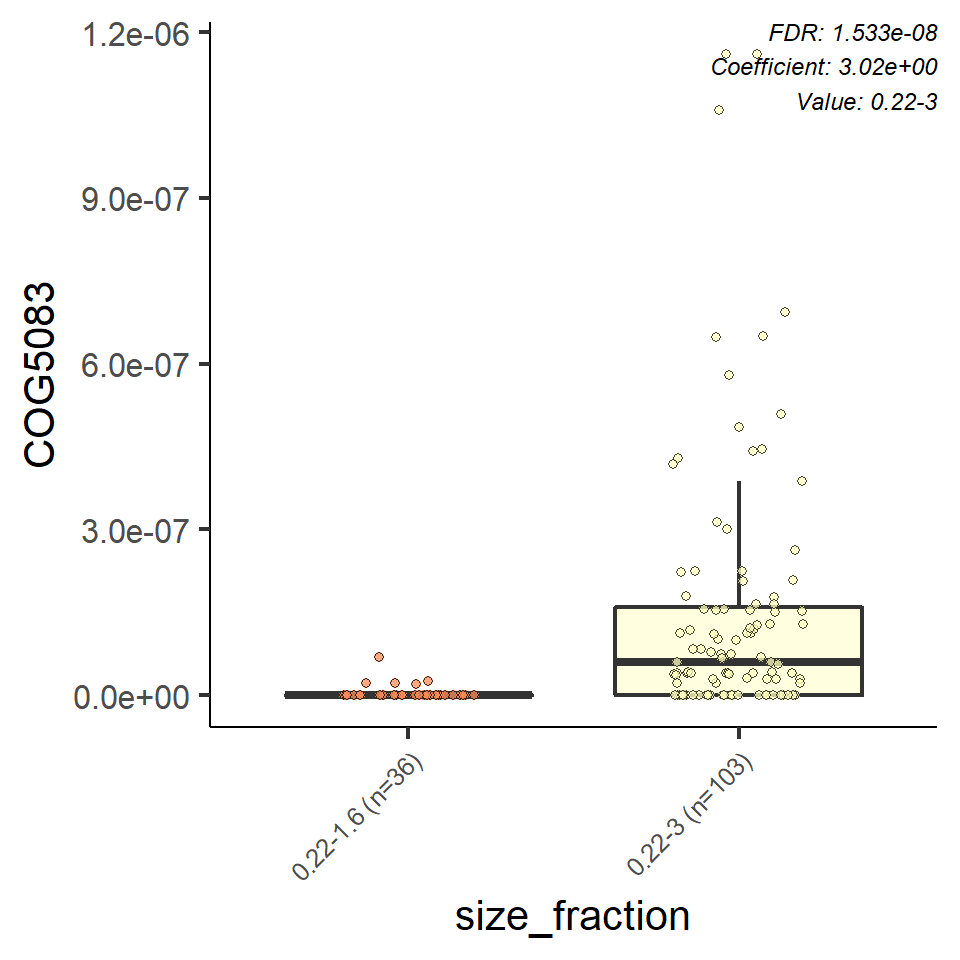 FDR: 1.533e-08
Coefficient: 3.02e+00
Value: 0.22-3
1.2e-06
9.0e-07
6.0e-07
3.0e-07
0.0e+00
COG5083
0.22-1.6 (n=36)
0.22-3 (n=103)
size_fraction